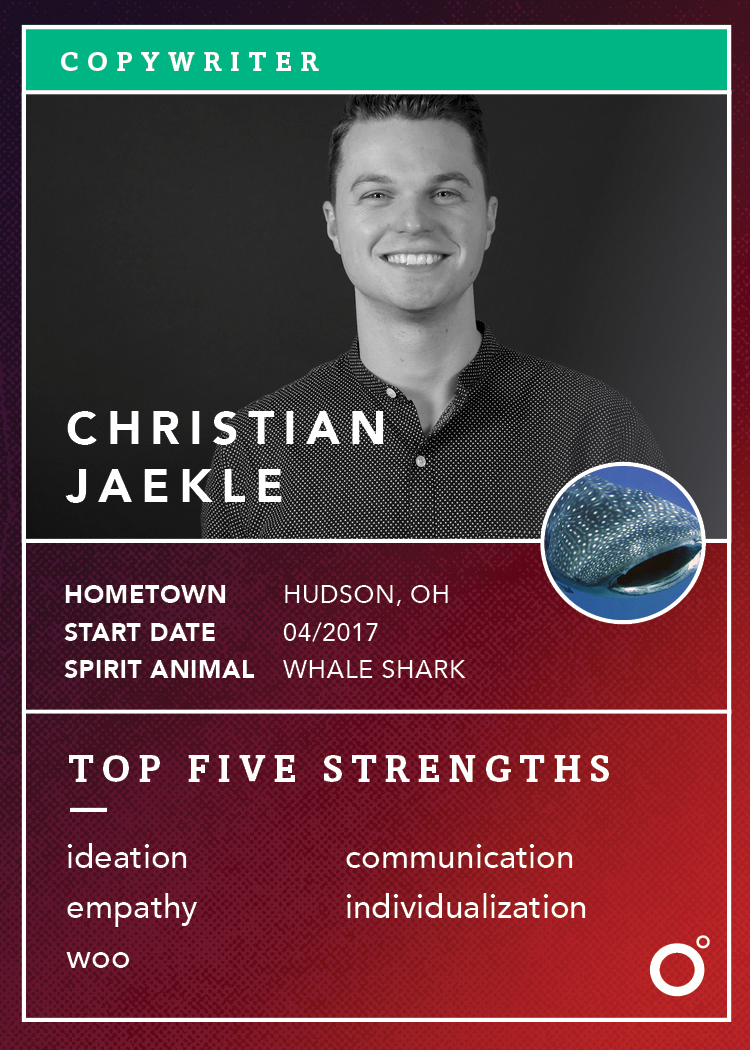 COPYWRITER
CHRISTIAN
JAEKLE
HOMETOWN HUDSON, OH
START DATE 04/2017
SPIRIT ANIMAL WHALE SHARK
TOP FIVE STRENGTHS
ideation communication
empathy individualization
woo